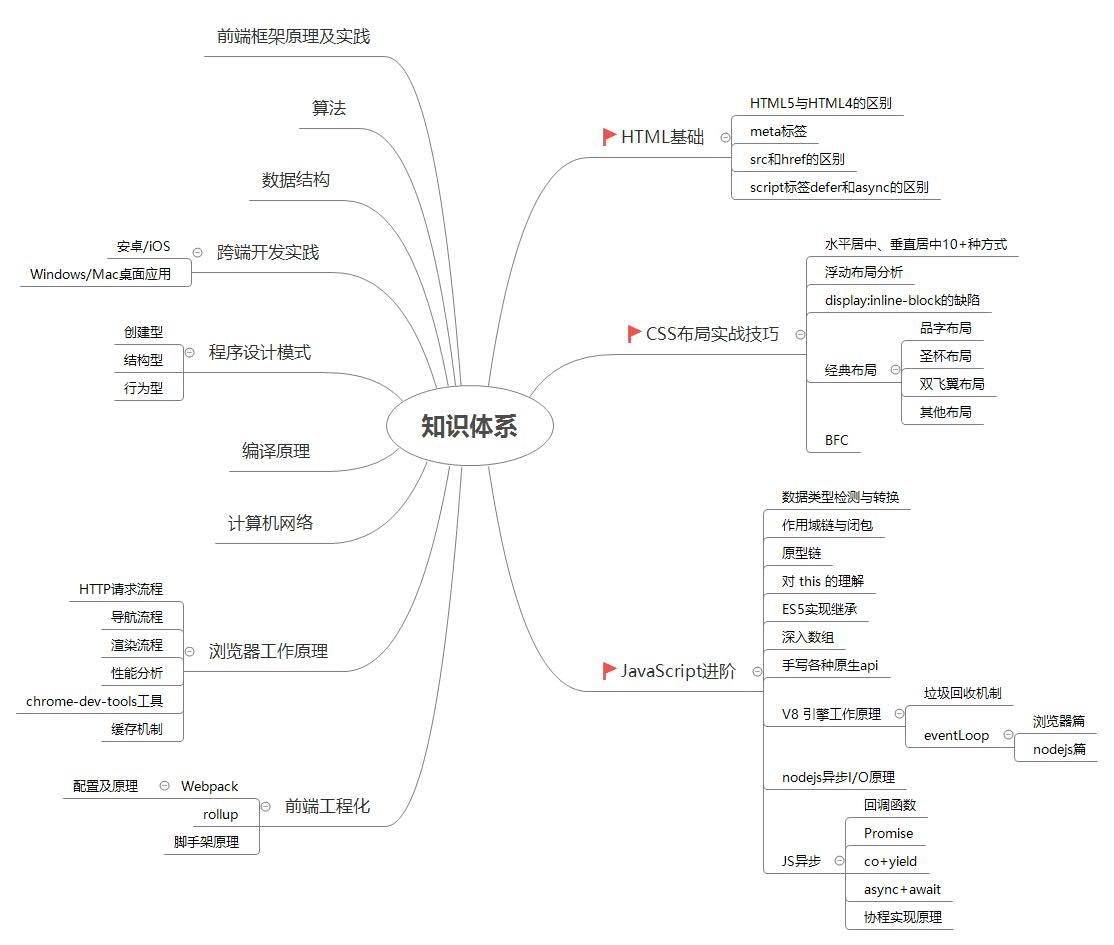 知识体系
HTML基础
HTML5与HTML4的区别
meta标签
src和href的区别
script标签defer和async的区别
CSS布局实战技巧
水平居中、垂直居中10+种方式
浮动布局分析
display:inline-block的缺陷
经典布局
品字布局
圣杯布局
双飞翼布局
其他布局
BFC
JavaScript进阶
数据类型检测与转换
作用域链与闭包
原型链
对 this 的理解
ES5实现继承
深入数组
手写各种原生api
V8 引擎工作原理
垃圾回收机制
eventLoop
浏览器篇
nodejs篇
nodejs异步I/O原理
JS异步
回调函数
Promise
co+yield
async+await
协程实现原理
前端框架原理及实践
算法
数据结构
跨端开发实践
安卓/iOS
Windows/Mac桌面应用
程序设计模式
创建型
结构型
行为型
编译原理
计算机网络
浏览器工作原理
HTTP请求流程
导航流程
渲染流程
性能分析
chrome-dev-tools工具
缓存机制
前端工程化
Webpack
配置及原理
rollup
脚手架原理